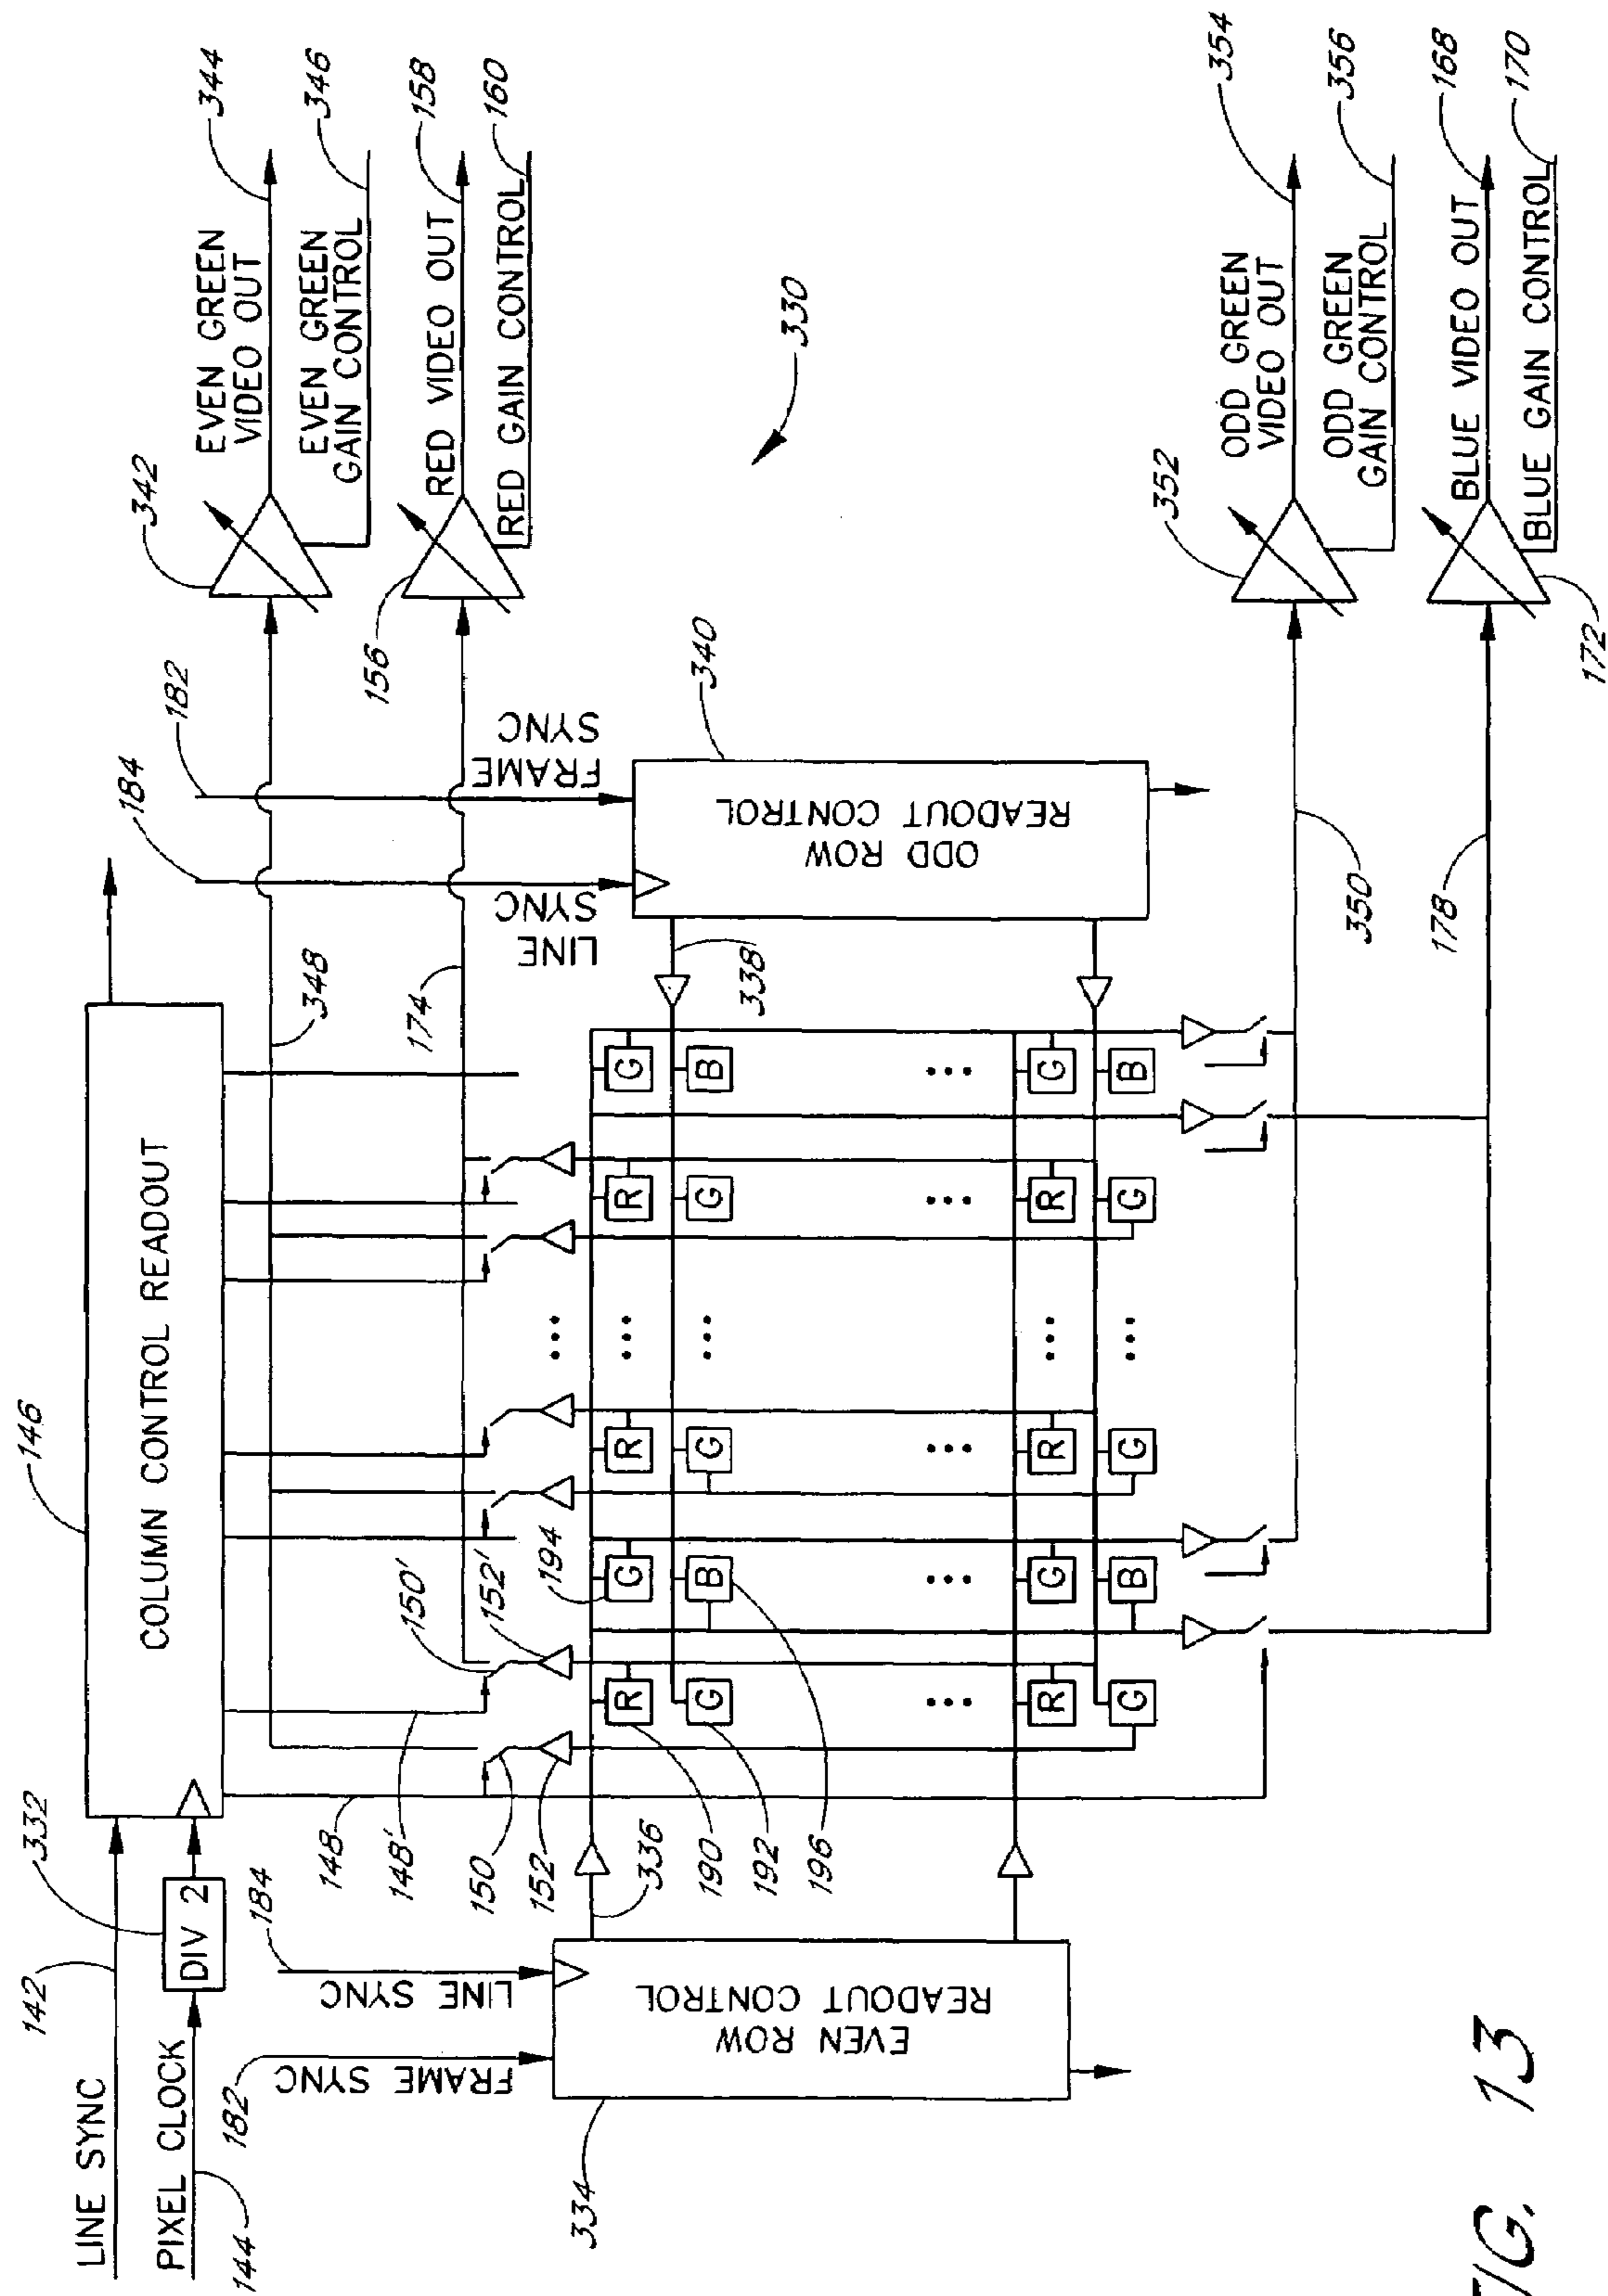 LINE SYNC
142
PIXEL CLOCK
144
DIV 2
332
COLUMN CONTROL READOUT
146
EVEN GREEN
VIDEO OUT
344
EVEN GREEN
GAIN CONTROL
346
342
RED VIDEO OUT
158
RED GAIN CONTROL
160
156
348
174
184
182
LINE
SYNC
FRAME
SYNC
148
148'
150
152
150'
152'
194
184
LINE SYNC
182
FRAME SYNC
EVEN ROW
READOUT CONTROL
334
336
190
192
196
338
ODD ROW
READOUT CONTROL
340
330
R G R ... R G
G B G ... G B
... ... ... ... ...
R G R ... R G
G B G ... G B
ODD GREEN
VIDEO OUT
354
ODD GREEN
GAIN CONTROL
356
352
350
BLUE VIDEO OUT
168
BLUE GAIN CONTROL
170
172
178
FIG. 13